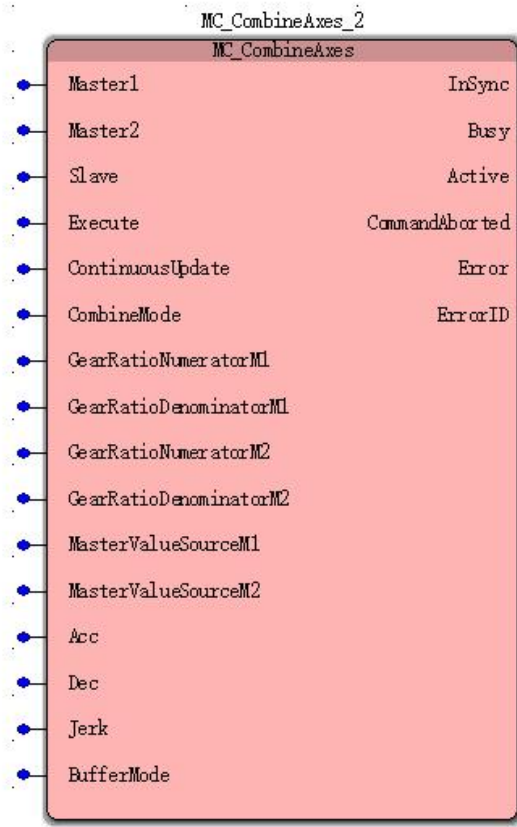 MC_CombineAxes_2
MC_CombineAxes
Master1 InSync
Master2 Busy
Slave Active
Execute CommandAborted
ContinuousUpdate Error
CombineMode ErrorID
GearRatioNumeratorM1
GearRatioDenominatorM1
GearRatioNumeratorM2
GearRatioDenominatorM2
MasterValueSourceM1
MasterValueSourceM2
Acc
Dec
Jerk
BufferMode